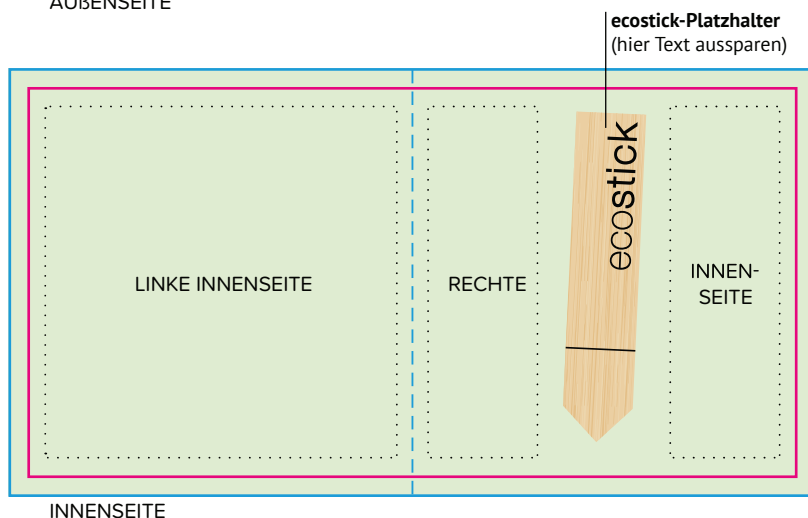 AUßENSEITE
ecostick-Platzhalter
(hier Text aussparen)
ecostick
LINKE INNENSEITE
RECHTE
INNEN-
SEITE
INNENSEITE